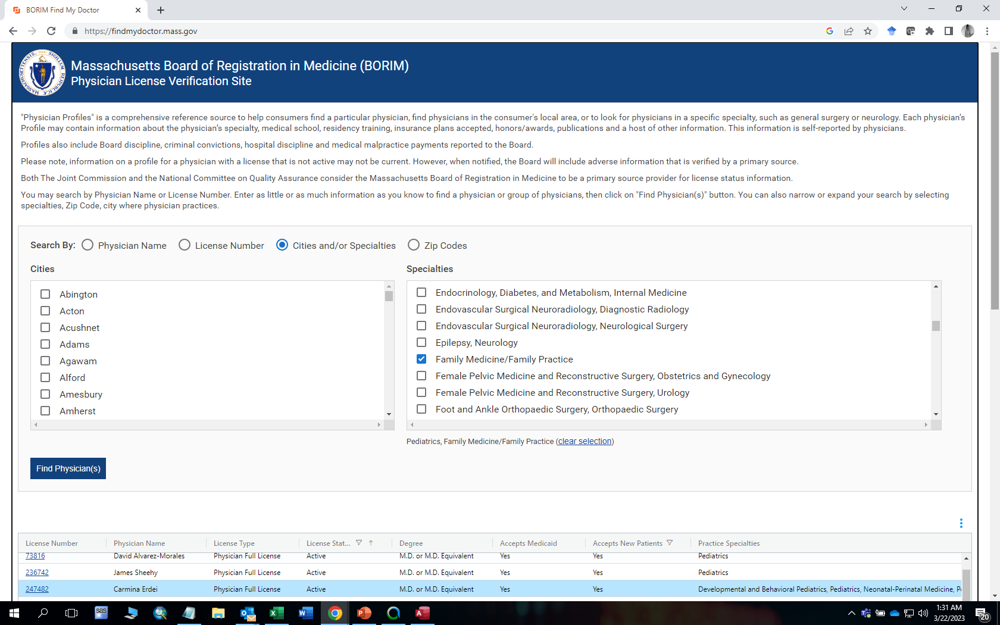 BORIM Find My Doctor
https://findmydoctor.mass.gov
Massachusetts Board of Registration in Medicine (BORIM)
Physician License Verification Site
"Physician Profiles" is a comprehensive reference source to help consumers find a particular physician, find physicians in the consumer's local area, or to look for physicians in a specific specialty, such as general surgery or neurology. Each physician's
Profile may contain information about the physician's specialty, medical school, residency training, insurance plans accepted, honors/awards, publications and a host of other information. This information is self-reported by physicians.
Profiles also include Board discipline, criminal convictions, hospital discipline and medical malpractice payments reported to the Board.
Please note, information on a profile for a physician with a license that is not active may not be current. However, when notified, the Board will include adverse information that is verified by a primary source.
Both The Joint Commission and the National Committee on Quality Assurance consider the Massachusetts Board of Registration in Medicine to be a primary source provider for license status information.
You may search by Physician Name or License Number. Enter as little or as much information as you know to find a physician or group of physicians, then click on "Find Physician(s)" button. You can also narrow or expand your search by selecting
specialties, Zip Code, city where physician practices.
Search By: Physician Name License Number Cities and/or Specialties Zip Codes
Cities
Abington
Acton
Acushnet
Adams
Agawam
Alford
Amesbury
Amherst
Specialties
Endocrinology, Diabetes, and Metabolism, Internal Medicine
Endovascular Surgical Neuroradiology, Diagnostic Radiology
Endovascular Surgical Neuroradiology, Neurological Surgery
Epilepsy, Neurology
Family Medicine/Family Practice
Female Pelvic Medicine and Reconstructive Surgery, Obstetrics and Gynecology
Female Pelvic Medicine and Reconstructive Surgery, Urology
Foot and Ankle Orthopaedic Surgery, Orthopaedic Surgery
Pediatrics, Family Medicine/Family Practice (clear selection)
Find Physician(s)
License Number Physician Name License Type License Stat... Degree Accepts Medicaid Accepts New Patients Practice Specialties
73816 David Alvarez-Morales Physician Full License Active M.D. or M.D. Equivalent Yes Yes Pediatrics
236742 James Sheehy Physician Full License Active M.D. or M.D. Equivalent Yes Yes Pediatrics
247482 Carmina Erdei Physician Full License Active M.D. or M.D. Equivalent Yes Yes Developmental and Behavioral Pediatrics, Pediatrics, Neonatal-Perinatal Medicine, P
1:31 AM
3/22/2023
20